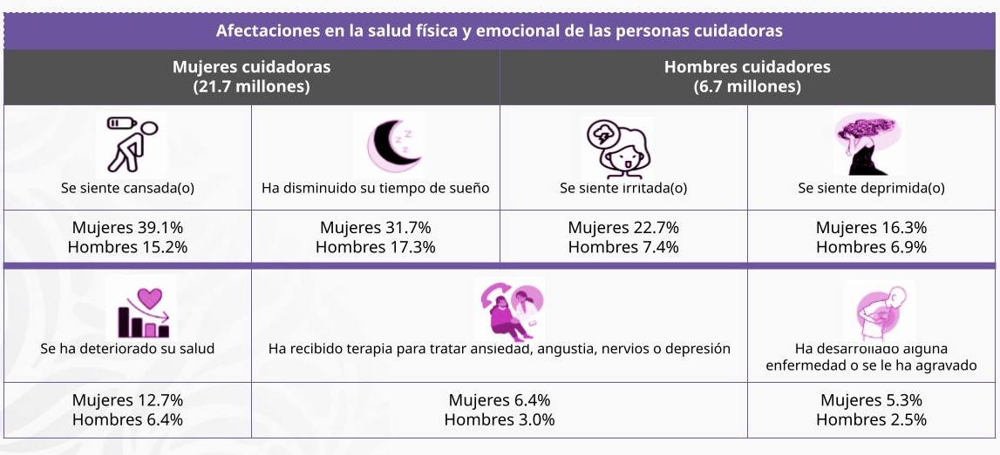 Afectaciones en la salud física y emocional de las personas cuidadoras
Mujeres cuidadoras
(21.7 millones)
Hombres cuidadores
(6.7 millones)
Se siente cansada(o)
Ha disminuido su tiempo de sueño
Se siente irritada(o)
Se siente deprimida(o)
Mujeres 39.1%
Hombres 15.2%
Mujeres 31.7%
Hombres 17.3%
Mujeres 22.7%
Hombres 7.4%
Mujeres 16.3%
Hombres 6.9%
Se ha deteriorado su salud
Ha recibido terapia para tratar ansiedad, angustia, nervios o depresión
Ha desarrollado alguna
enfermedad o se le ha agravado
Mujeres 12.7%
Hombres 6.4%
Mujeres 6.4%
Hombres 3.0%
Mujeres 5.3%
Hombres 2.5%